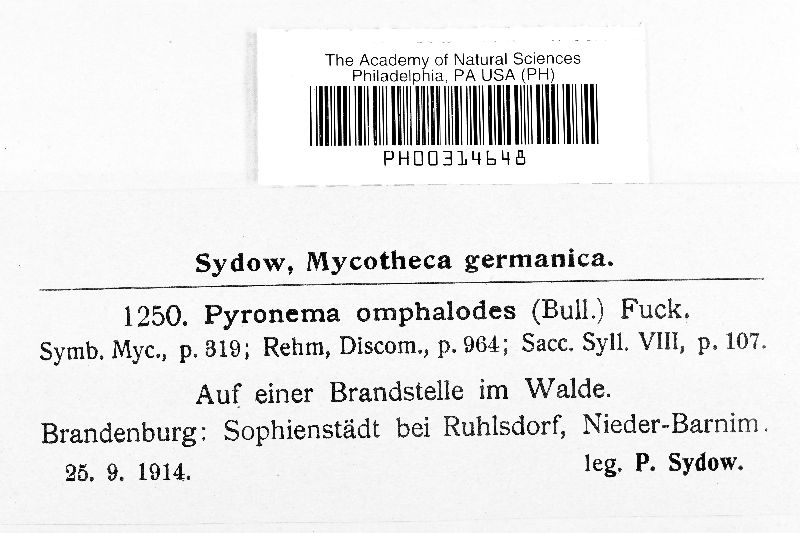 The Academy of Natural Sciences
Philadelphia, PA USA (PH)
PH00314648
Sydow, Mycotheca germanica.
1250. Pyronema omphalodes (Bull.) Fuck.
Symb. Myc., p. 319; Rehm, Discom., p. 964; Sacc. Syll. VIII, p. 107.
Auf einer Brandstelle im Walde.
Brandenburg: Sophienstädt bei Ruhlsdorf, Nieder-Barnim.
25. 9. 1914. leg. P. Sydow.